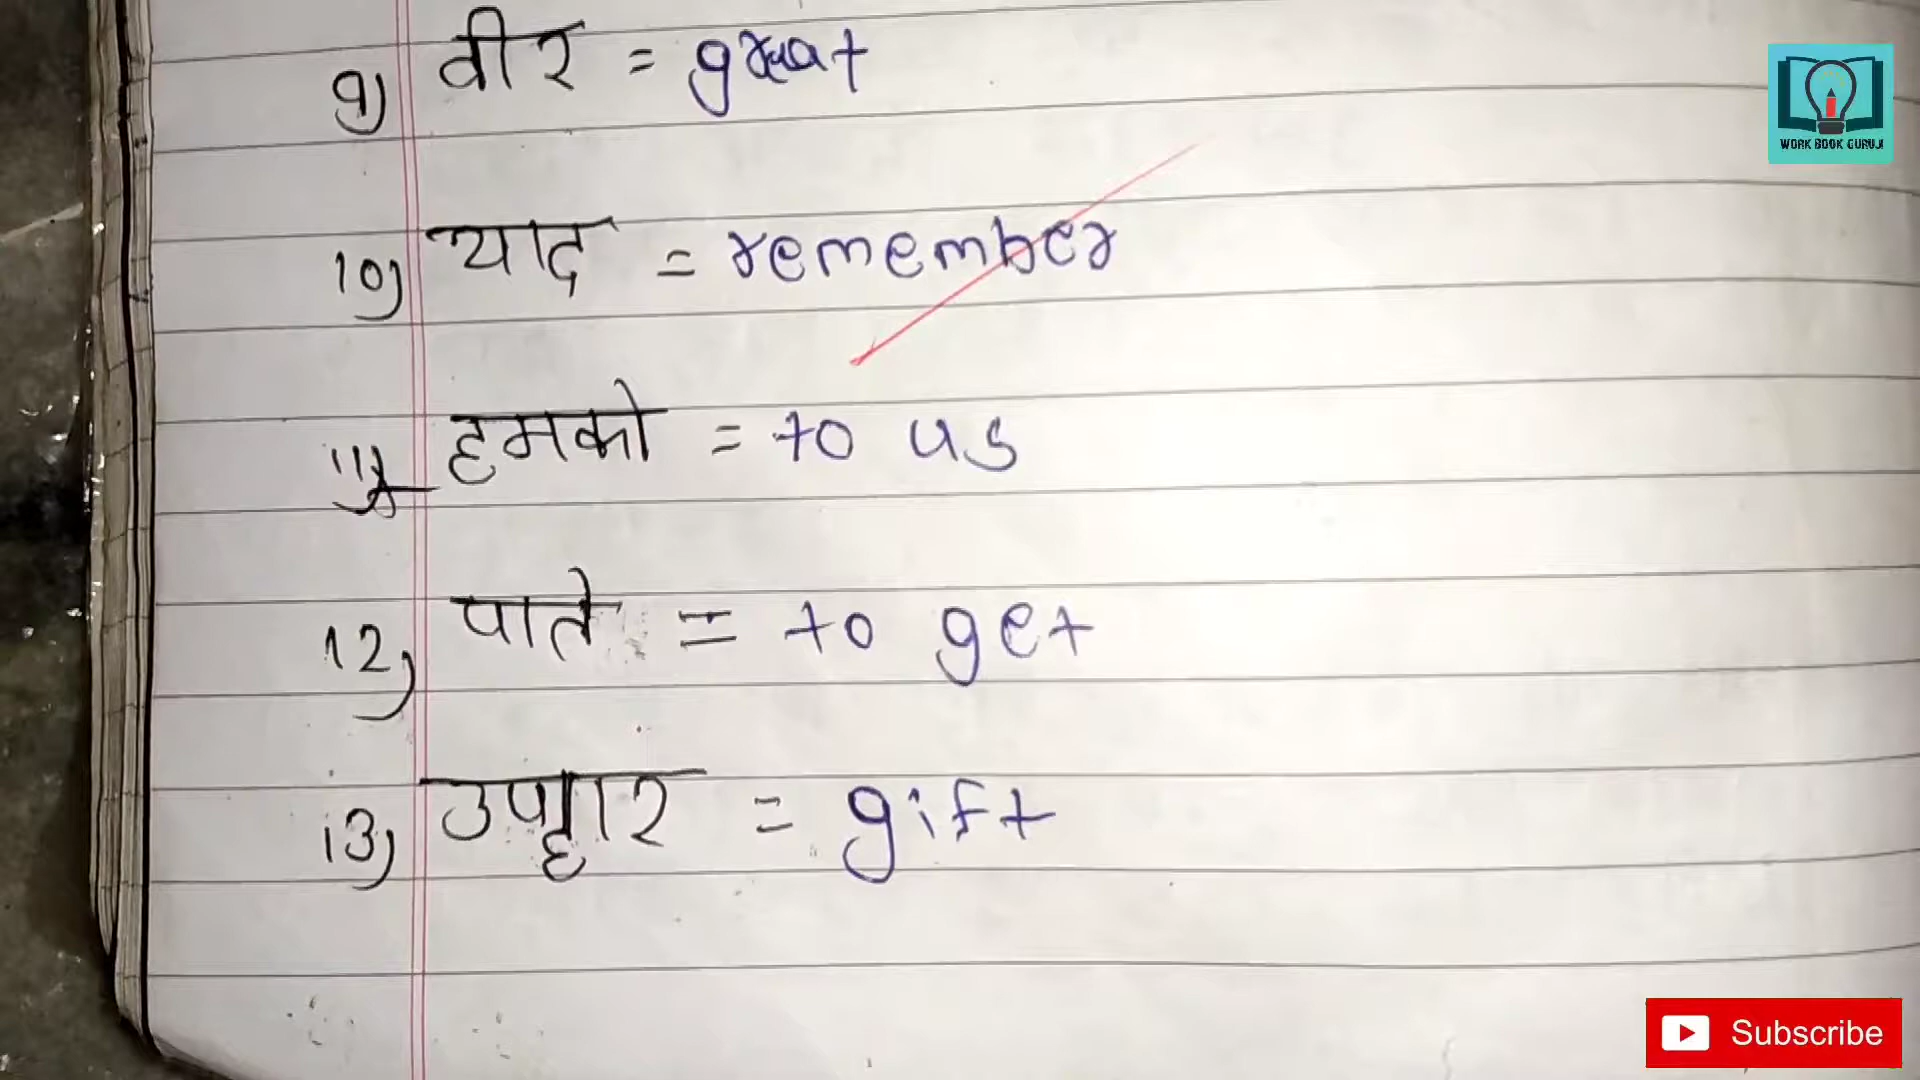 9) वीर = great
WORK BOOK GURUJI
10) याद = remember
11) हमको = to us
12) पाते = to get
13) उपहार = gift
Subscribe